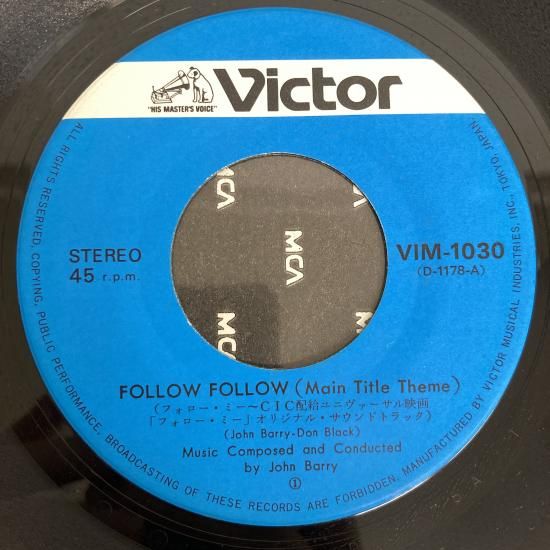 Victor
"HIS MASTER'S VOICE"
STEREO
45 r.p.m.
VIM-1030
(D-1178-A)
MCA
MCA
MCA
MCA
FOLLOW FOLLOW (Main Title Theme)
(フォロー・ミー~CIC配給ユニヴァーサル映画
「フォロー・ミー」オリジナル・サウンドトラック)
(John Barry-Don Black)
Music Composed and Conducted
by John Barry
①
ALL RIGHTS RESERVED. COPYING, PUBLIC PERFORMANCE, BROADCASTING OF THESE RECORDS ARE FORBIDDEN. MANUFACTURED BY VICTOR MUSICAL INDUSTRIES, INC., TOKYO JAPAN.